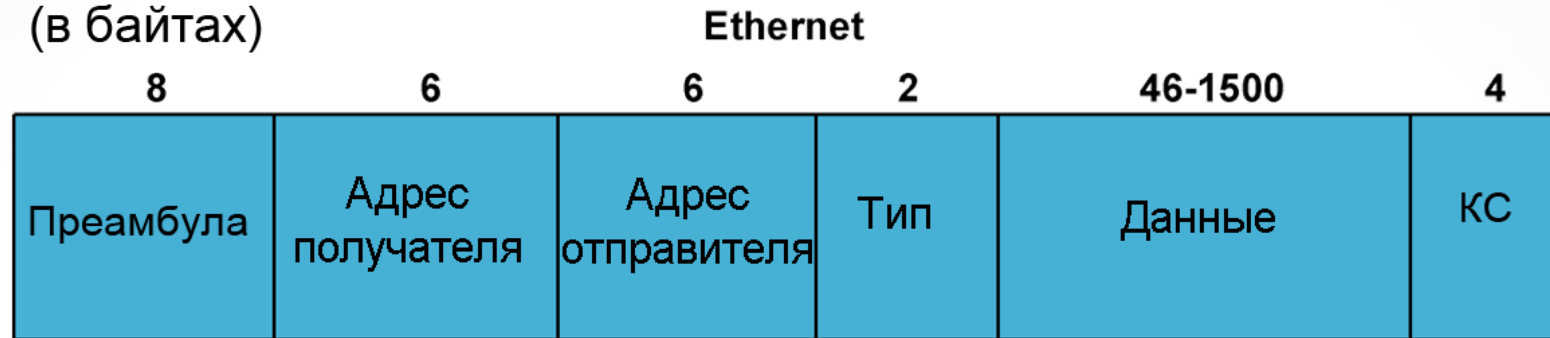 (в байтах)
Ethernet
8 6 6 2 46-1500 4
Преамбула
Адрес
получателя
Адрес
отправителя
Тип
Данные
КС